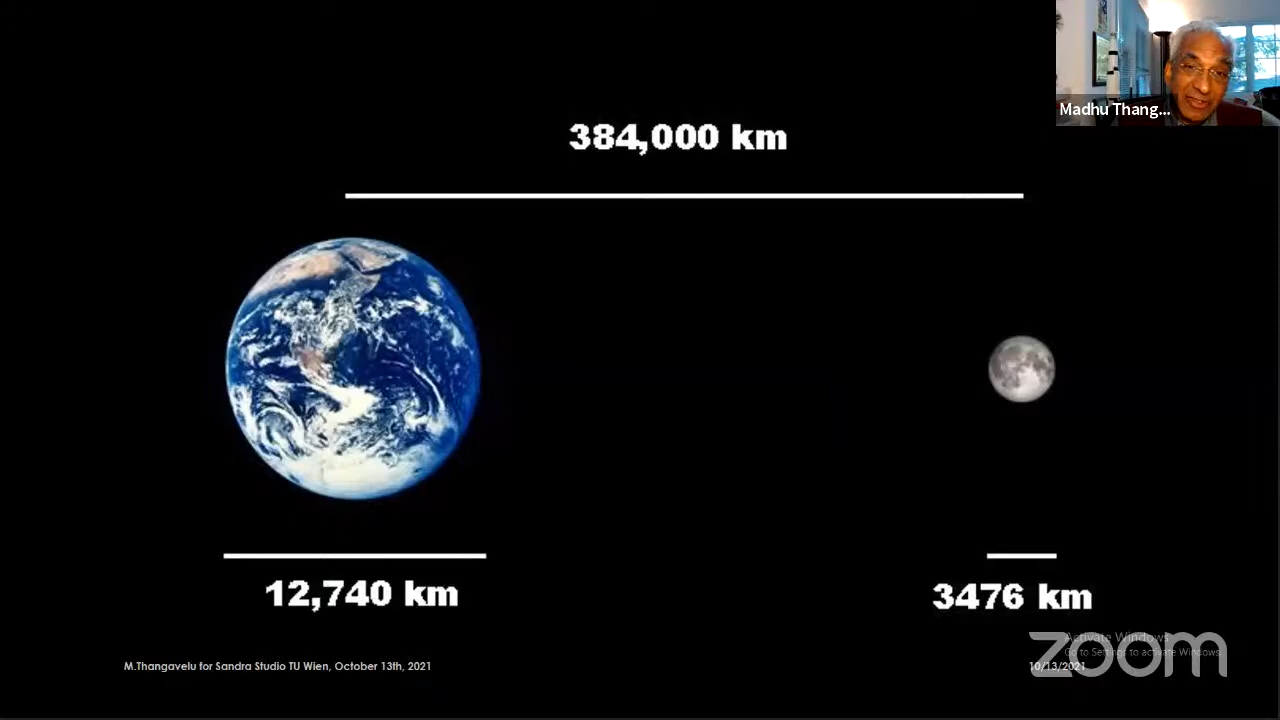 Madhu Thang...
384,000 km
12,740 km
3476 km
Activate Windows
Go to Settings to activate Windows.
zoom
M.Thangavelu for Sandra Studio TU Wien, October 13th, 2021
10/13/2021